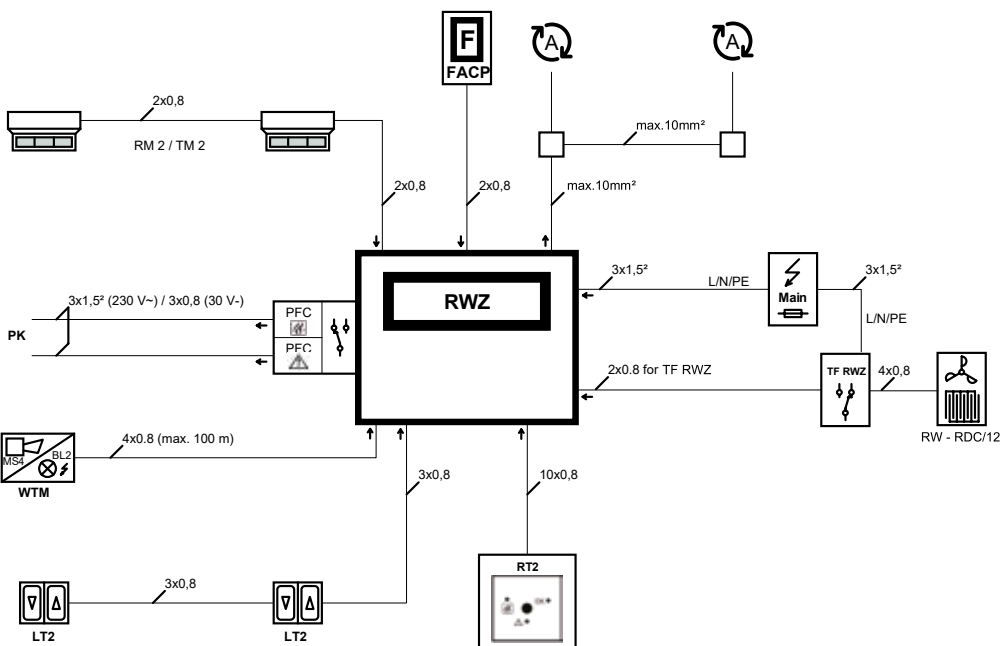 F
FACP
A
A
2x0,8
RM 2 / TM 2
max.10mm²
2x0,8
2x0,8
max.10mm²
RWZ
3x1,5²
L/N/PE
Main
3x1,5²
L/N/PE
3x1,5² (230 V~) / 3x0,8 (30 V-)
PK
PFC
PFC
2x0.8 for TF RWZ
TF RWZ
4x0,8
RW - RDC/12
MS4
BL2
WTM
4x0.8 (max. 100 m)
3x0,8
10x0,8
RT2
OK
LT2
3x0,8
LT2